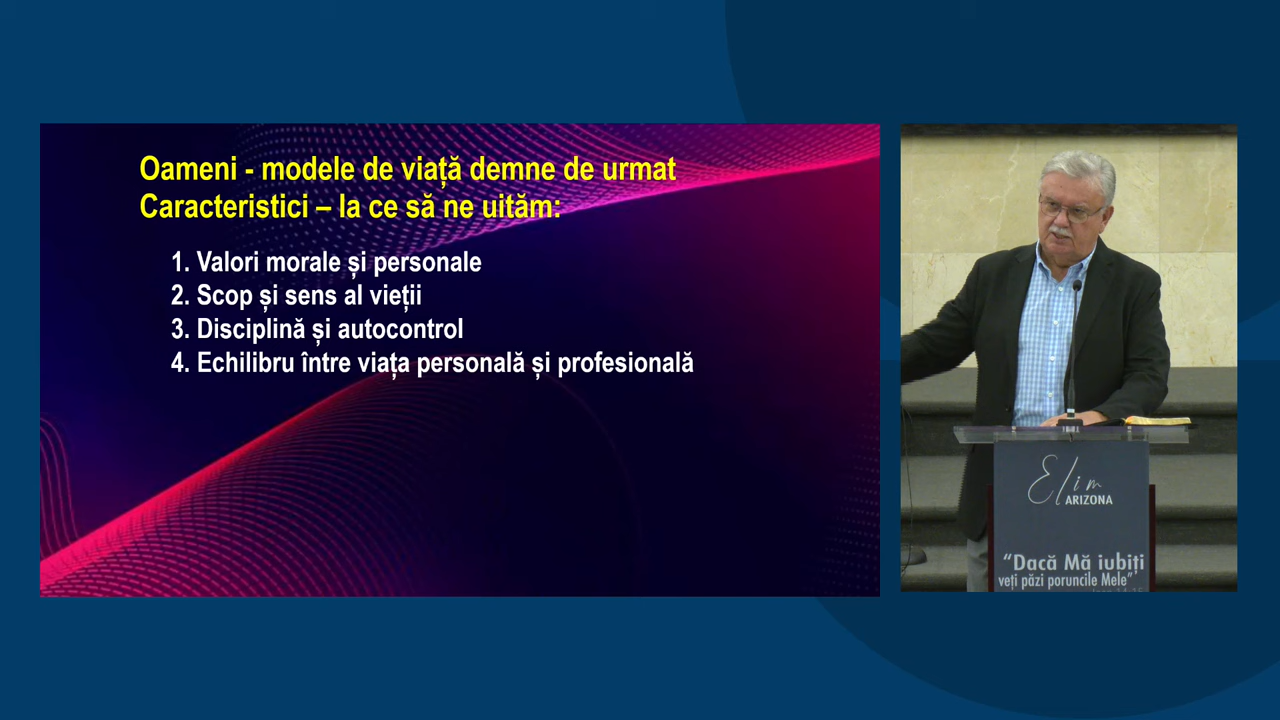 Oameni - modele de viață demne de urmat
Caracteristici – la ce să ne uităm:
1. Valori morale și personale
2. Scop și sens al vieții
3. Disciplină și autocontrol
4. Echilibru între viața personală și profesională
Elim
ARIZONA
“Dacă Mă iubiți
veți păzi poruncile Mele”